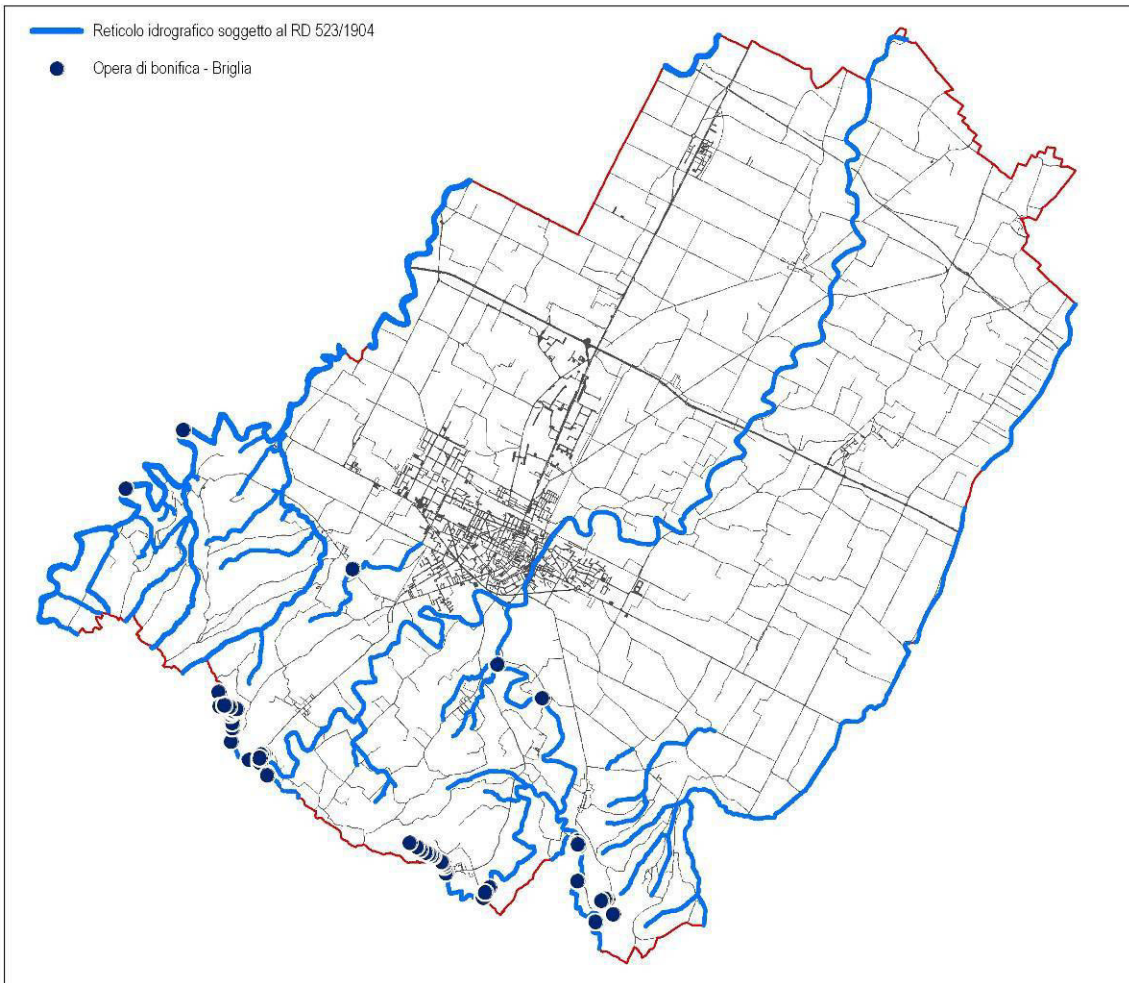 Reticolo idrografico soggetto al RD 523/1904
Opera di bonifica - Briglia